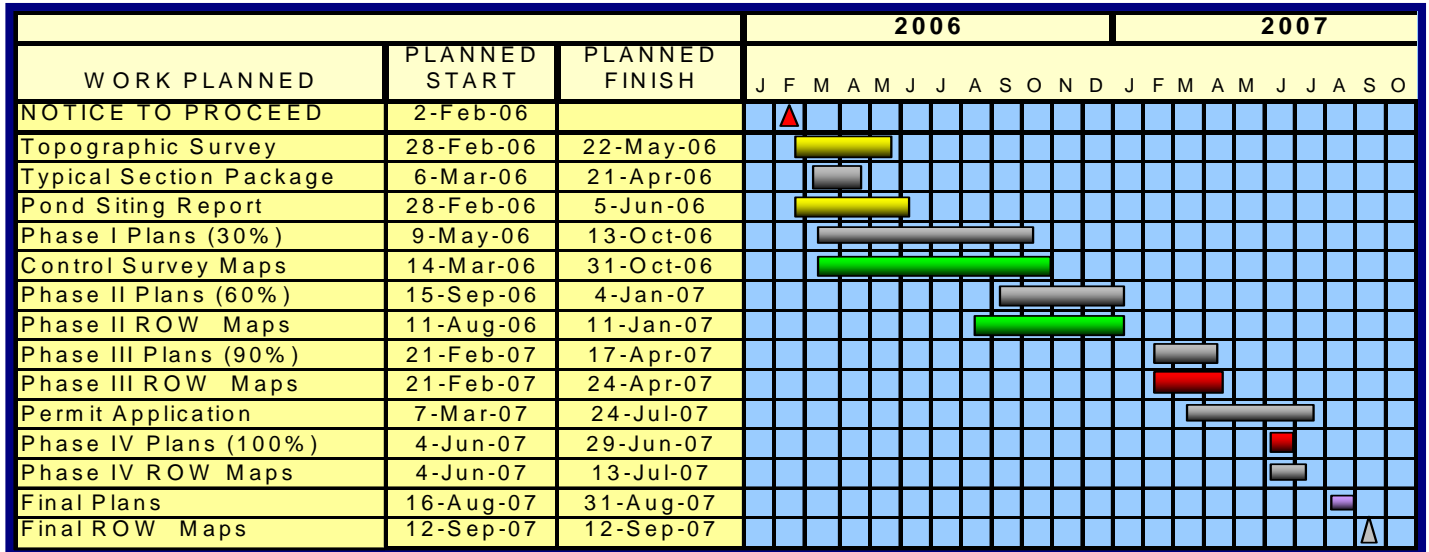 2006 2007
WORK PLANNED PLANNED START PLANNED FINISH J F M A M J J A S O N D J F M A M J J A S O
NOTICE TO PROCEED 2-Feb-06
Topographic Survey 28-Feb-06 22-May-06
Typical Section Package 6-Mar-06 21-Apr-06
Pond Siting Report 28-Feb-06 5-Jun-06
Phase I Plans (30%) 9-May-06 13-Oct-06
Control Survey Maps 14-Mar-06 31-Oct-06
Phase II Plans (60%) 15-Sep-06 4-Jan-07
Phase II ROW Maps 11-Aug-06 11-Jan-07
Phase III Plans (90%) 21-Feb-07 17-Apr-07
Phase III ROW Maps 21-Feb-07 24-Apr-07
Permit Application 7-Mar-07 24-Jul-07
Phase IV Plans (100%) 4-Jun-07 29-Jun-07
Phase IV ROW Maps 4-Jun-07 13-Jul-07
Final Plans 16-Aug-07 31-Aug-07
Final ROW Maps 12-Sep-07 12-Sep-07